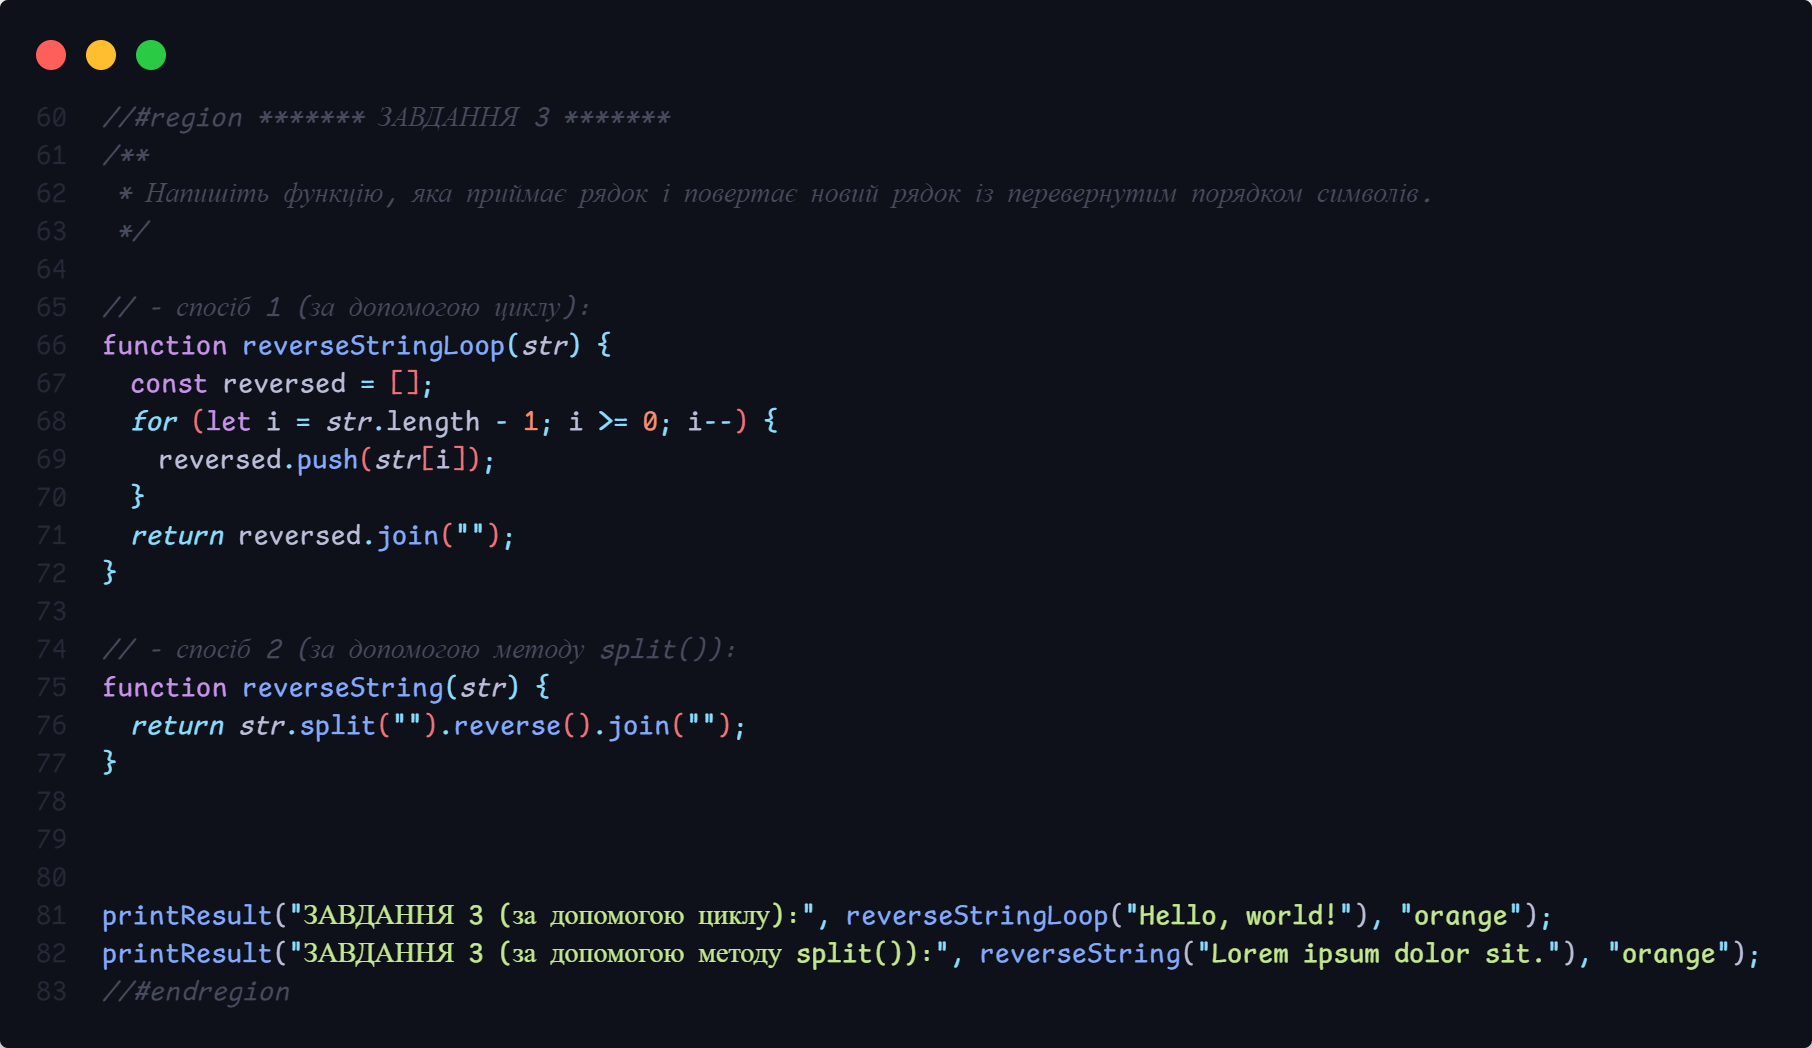 60 //#region ******* ЗАВДАННЯ 3 *******
61 /**
62  * Напишіть функцію, яка приймає рядок і повертає новий рядок із перевернутим порядком символів.
63  */
64
65 // - спосіб 1 (за допомогою циклу):
66 function reverseStringLoop(str) {
67   const reversed = [];
68   for (let i = str.length - 1; i >= 0; i--) {
69     reversed.push(str[i]);
70   }
71   return reversed.join("");
72 }
73
74 // - спосіб 2 (за допомогою методу split()):
75 function reverseString(str) {
76   return str.split("").reverse().join("");
77 }
78
79
80
81 printResult("ЗАВДАННЯ 3 (за допомогою циклу):", reverseStringLoop("Hello, world!"), "orange");
82 printResult("ЗАВДАННЯ 3 (за допомогою методу split()):", reverseString("Lorem ipsum dolor sit."), "orange");
83 //#endregion